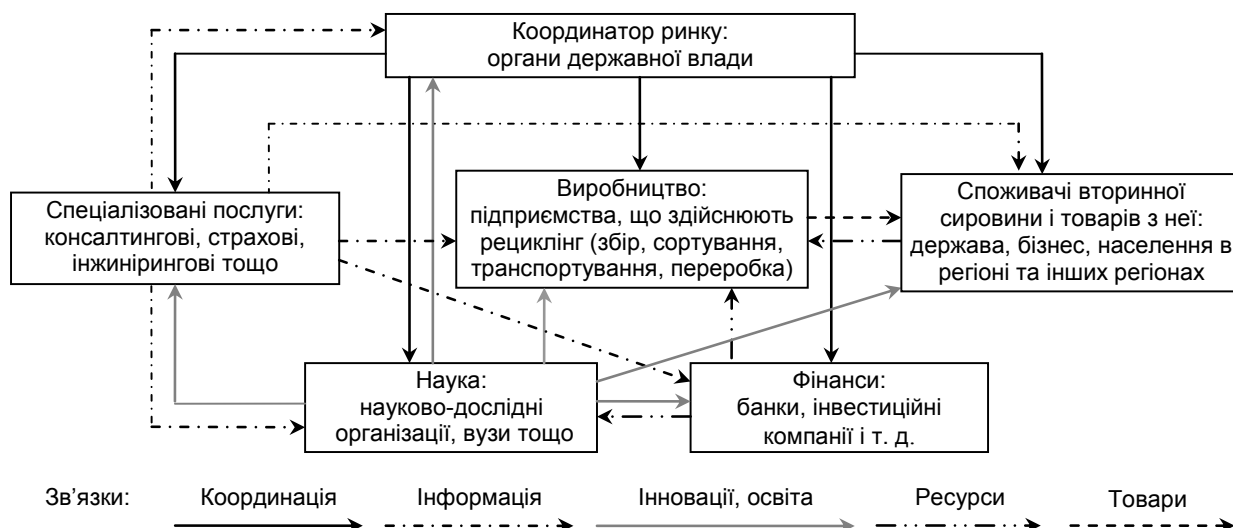 Координатор ринку:
органи державної влади
Спеціалізовані послуги:
консалтингові, страхові,
інжинірингові тощо
Виробництво:
підприємства, що здійснюють
рециклінг (збір, сортування,
транспортування, переробка)
Споживачі вторинної
сировини і товарів з неї:
держава, бізнес, населення в
регіоні та інших регіонах
Наука:
науково-дослідні
організації, вузи тощо
Фінанси:
банки, інвестиційні
компанії і т. д.
Зв’язки: Координація Інформація Інновації, освіта Ресурси Товари